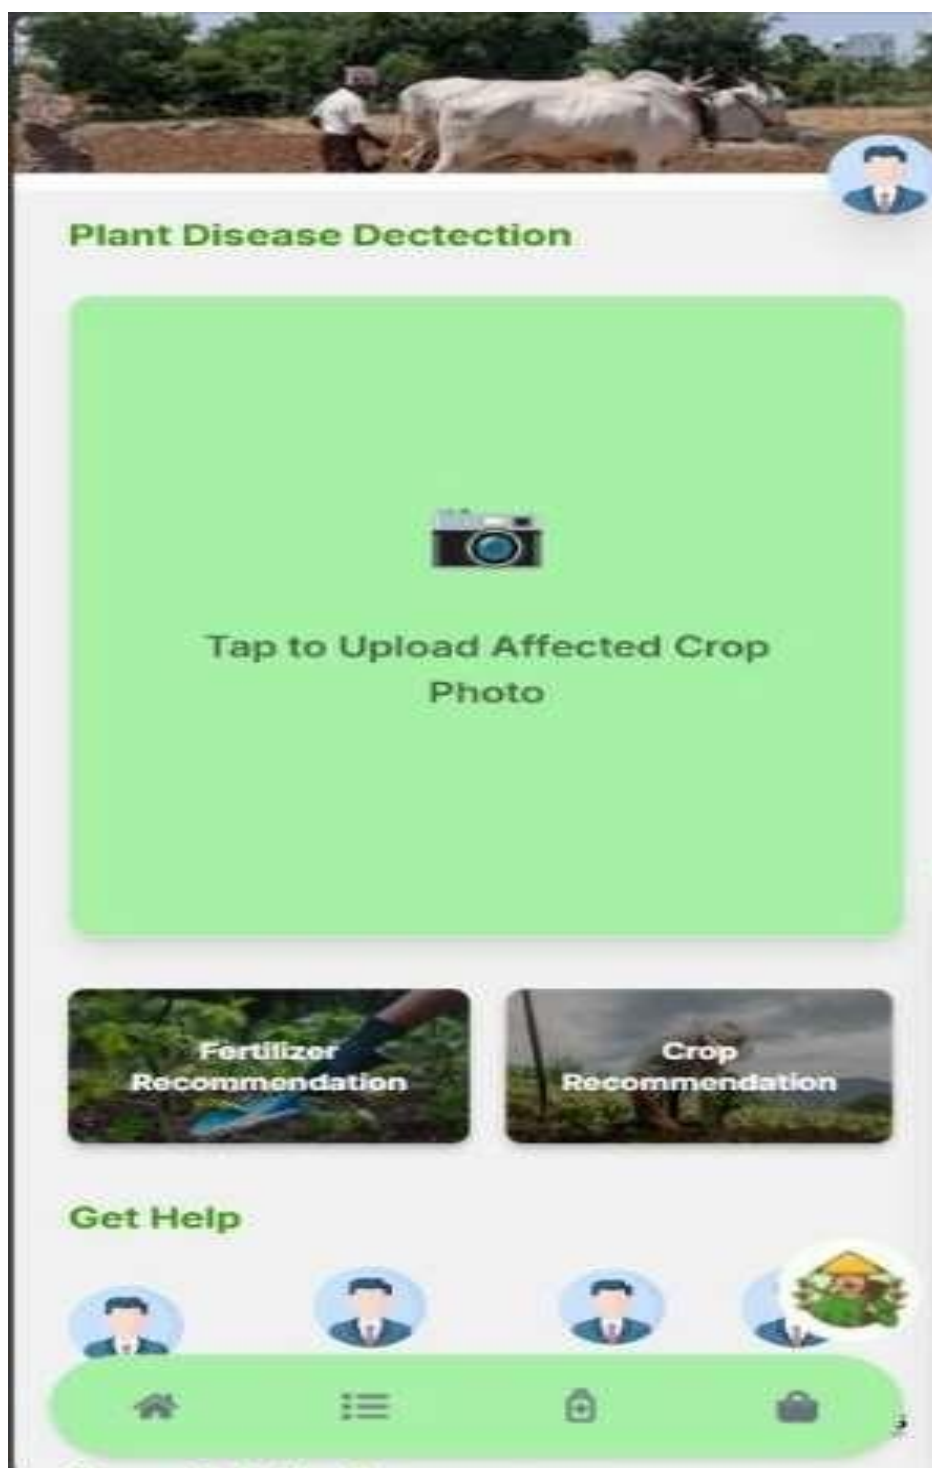 Plant Disease Dectection
Tap to Upload Affected Crop
Photo
Fertilizer
Recommendation
Crop
Recommendation
Get Help